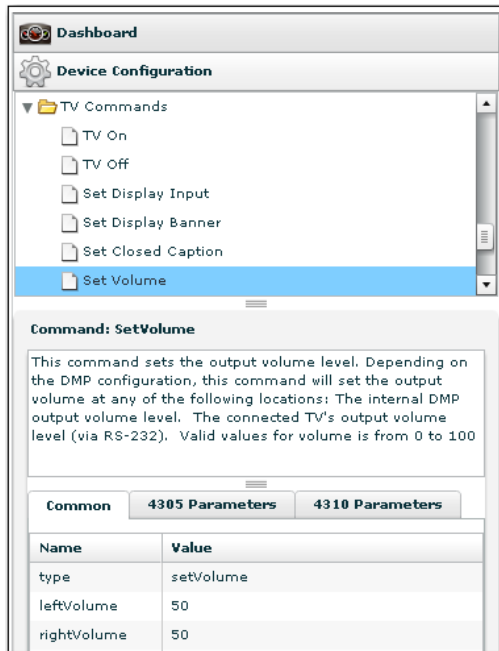 Dashboard
Device Configuration
TV Commands
TV On
TV Off
Set Display Input
Set Display Banner
Set Closed Caption
Set Volume
Command: SetVolume
This command sets the output volume level. Depending on
the DMP configuration, this command will set the output
volume at any of the following locations: The internal DMP
output volume level.  The connected TV's output volume
level (via RS-232).  Valid values for volume is from 0 to 100
Common 4305 Parameters 4310 Parameters
Name Value
type setVolume
leftVolume 50
rightVolume 50